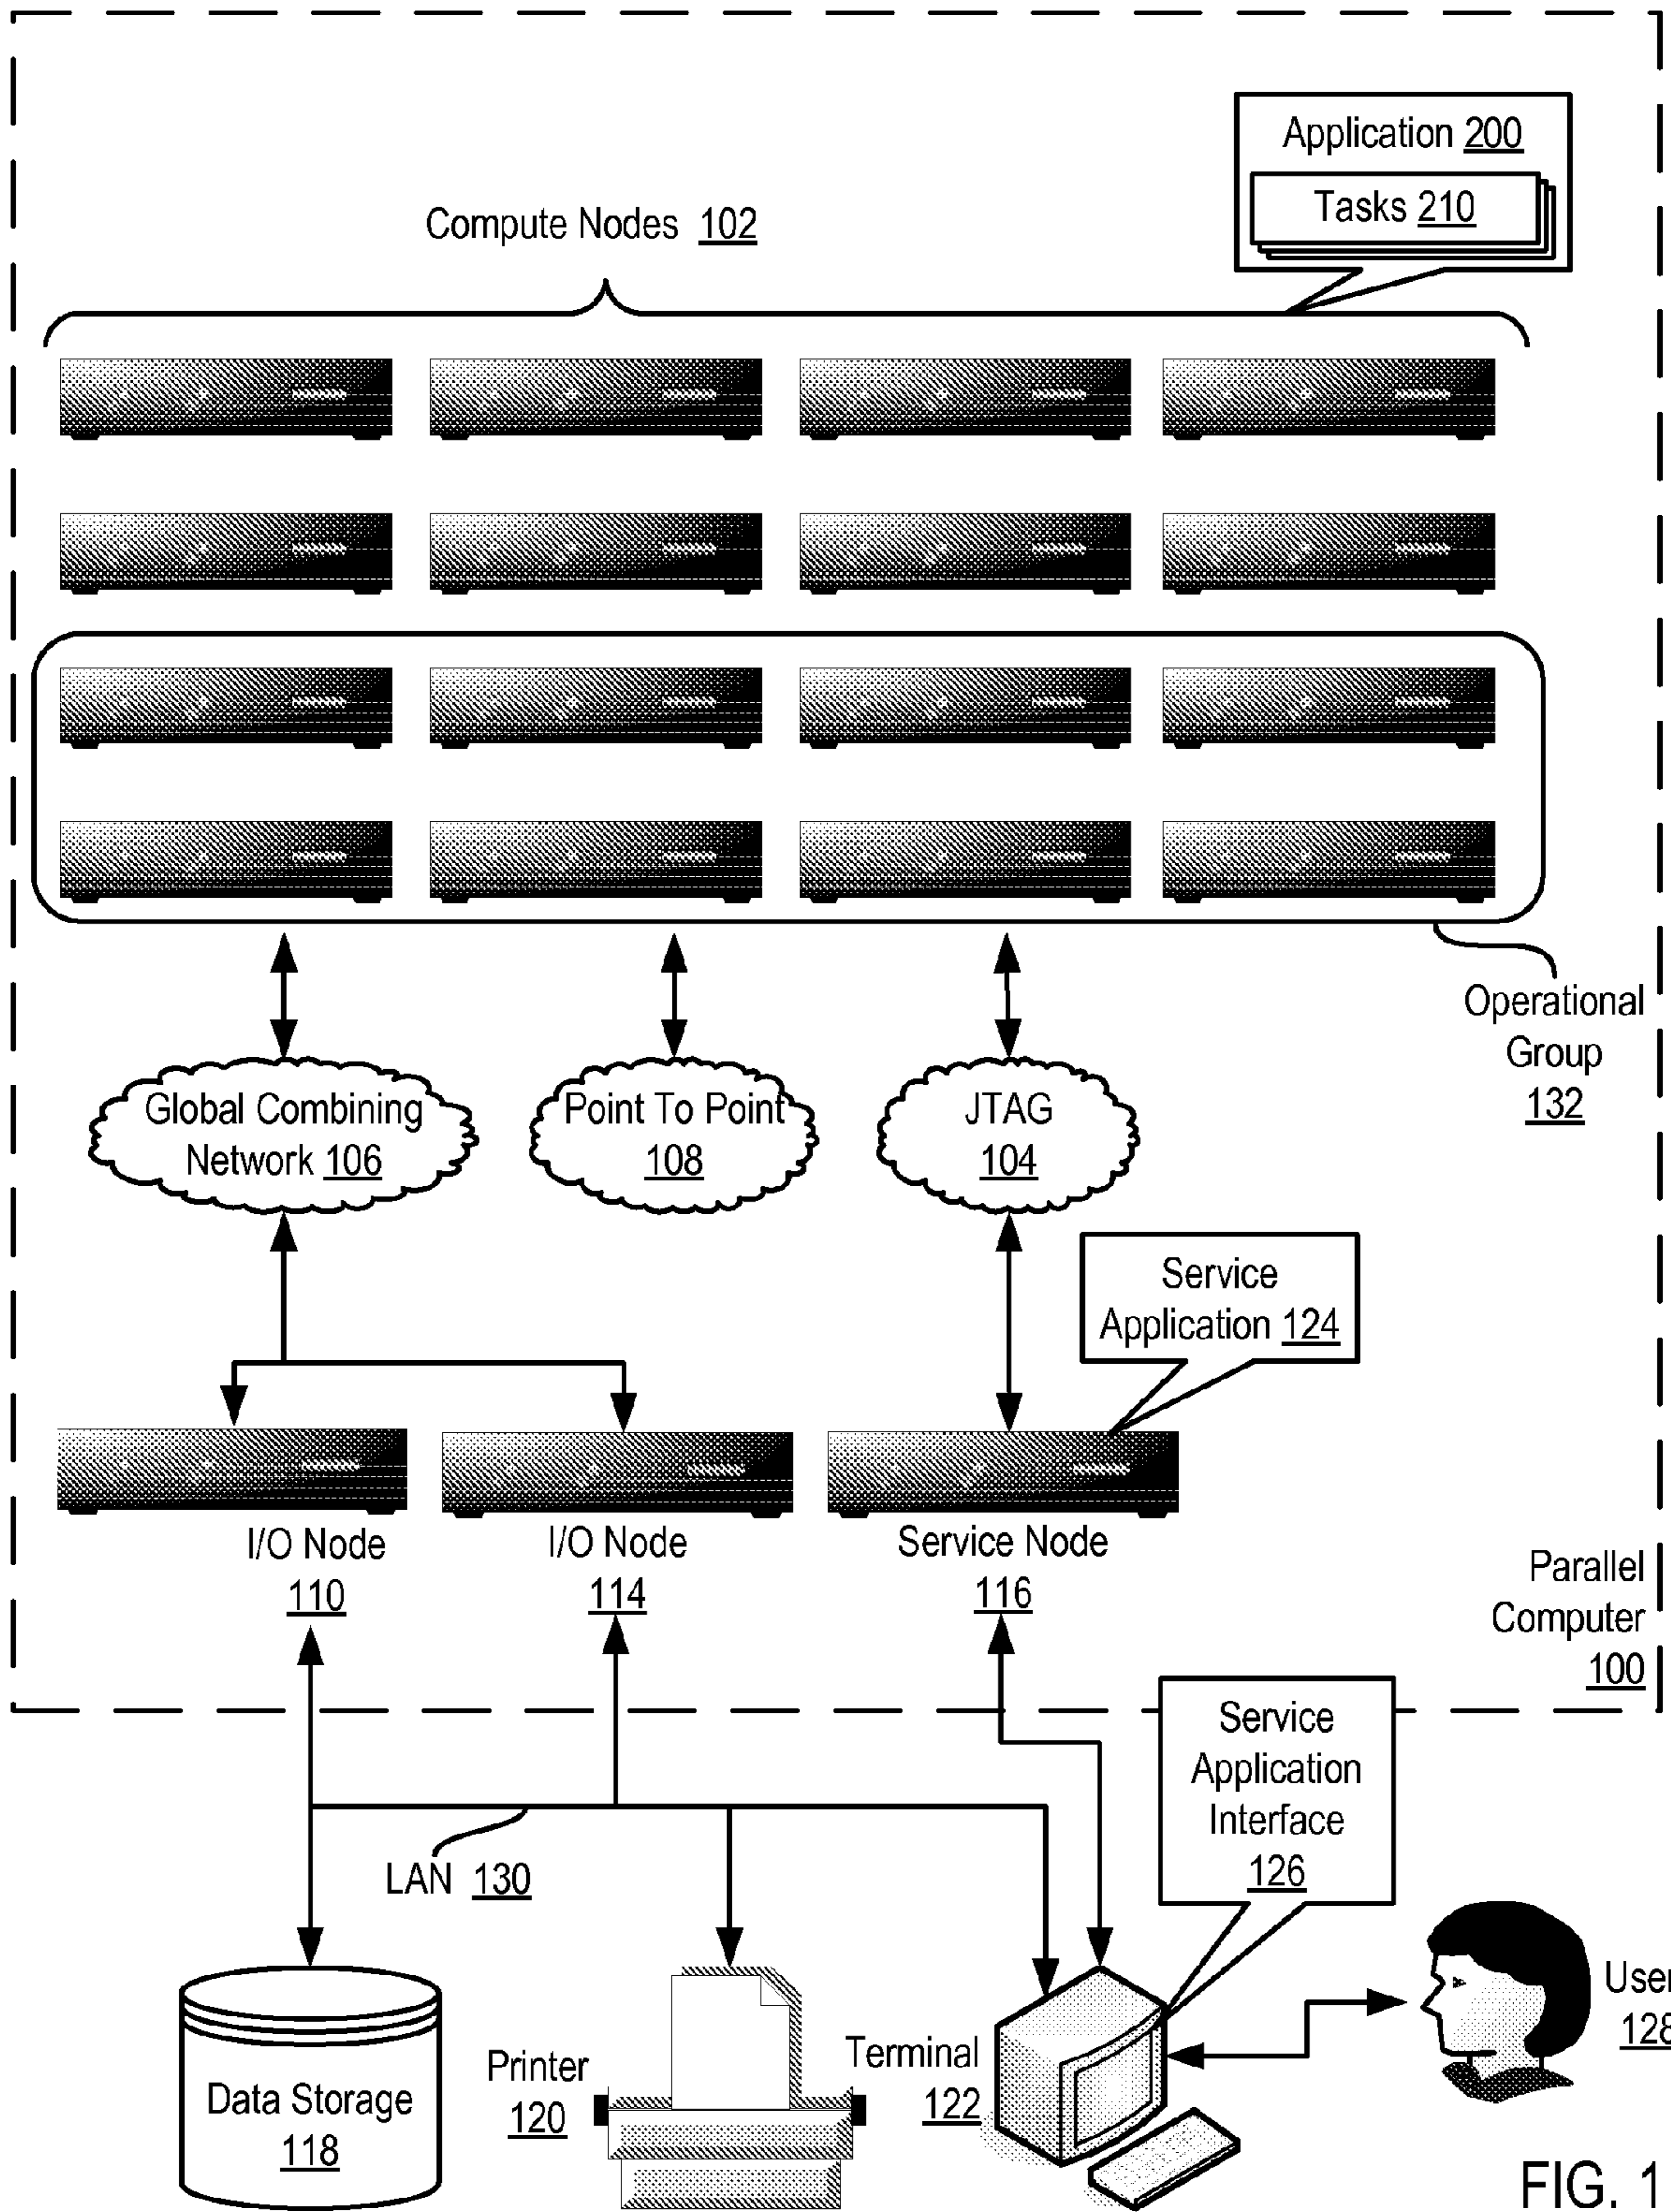 Application 200
Tasks 210
Compute Nodes 102
Operational
Group
132
Global Combining
Network 106
Point To Point
108
JTAG
104
Service
Application 124
I/O Node
110
I/O Node
114
Service Node
116
Parallel
Computer
100
Service
Application
Interface
126
LAN 130
Data Storage
118
Printer
120
Terminal
122
User
128
FIG. 1